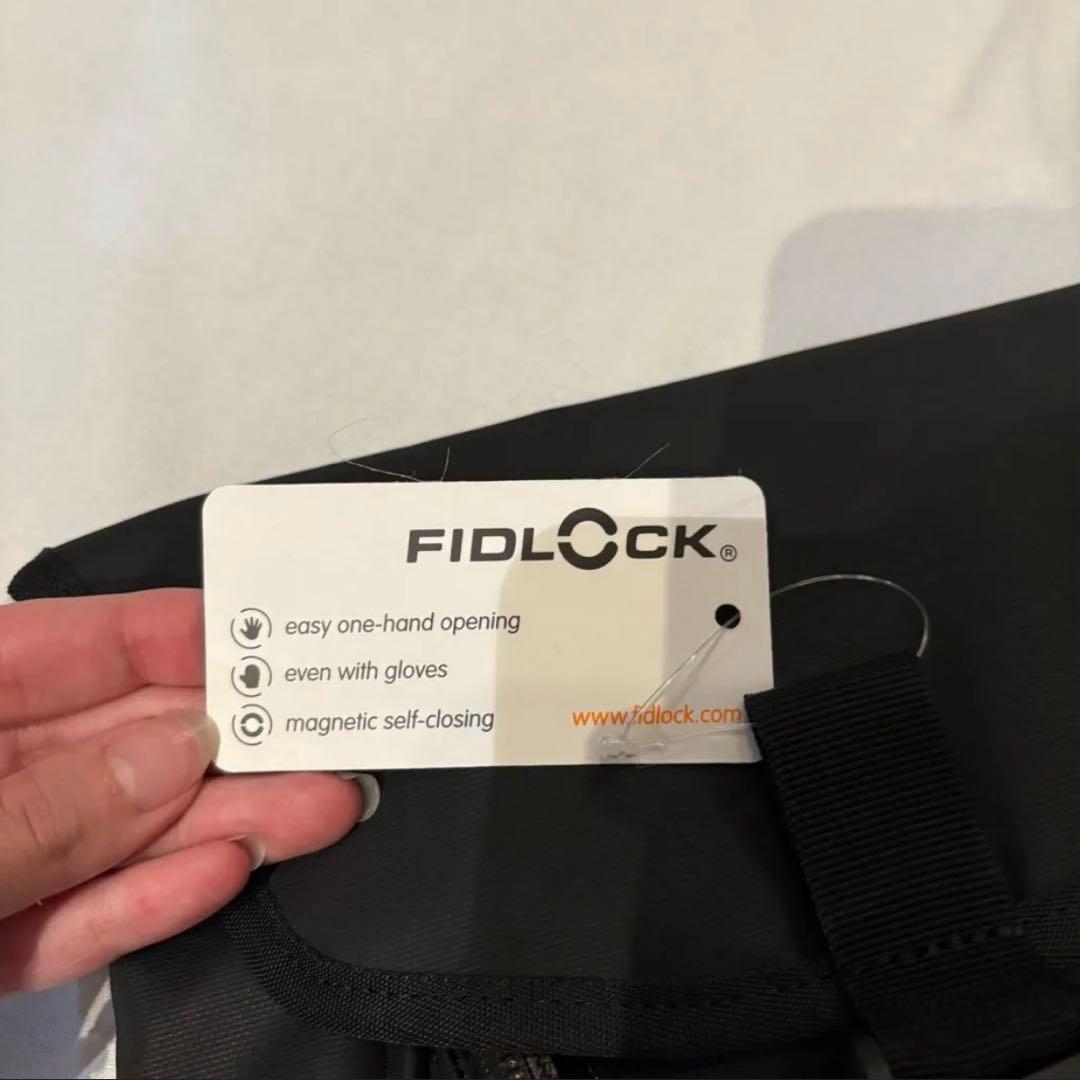 FIDLOCK®
easy one-hand opening
even with gloves
magnetic self-closing
www.fidlock.com